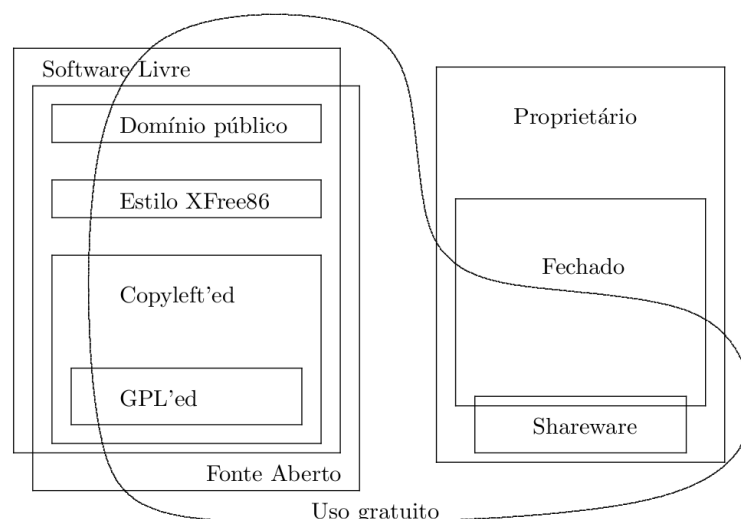 Software Livre
Domínio público
Estilo XFree86
Copyleft'ed
GPL'ed
Fonte Aberto
Proprietário
Fechado
Shareware
Uso gratuito